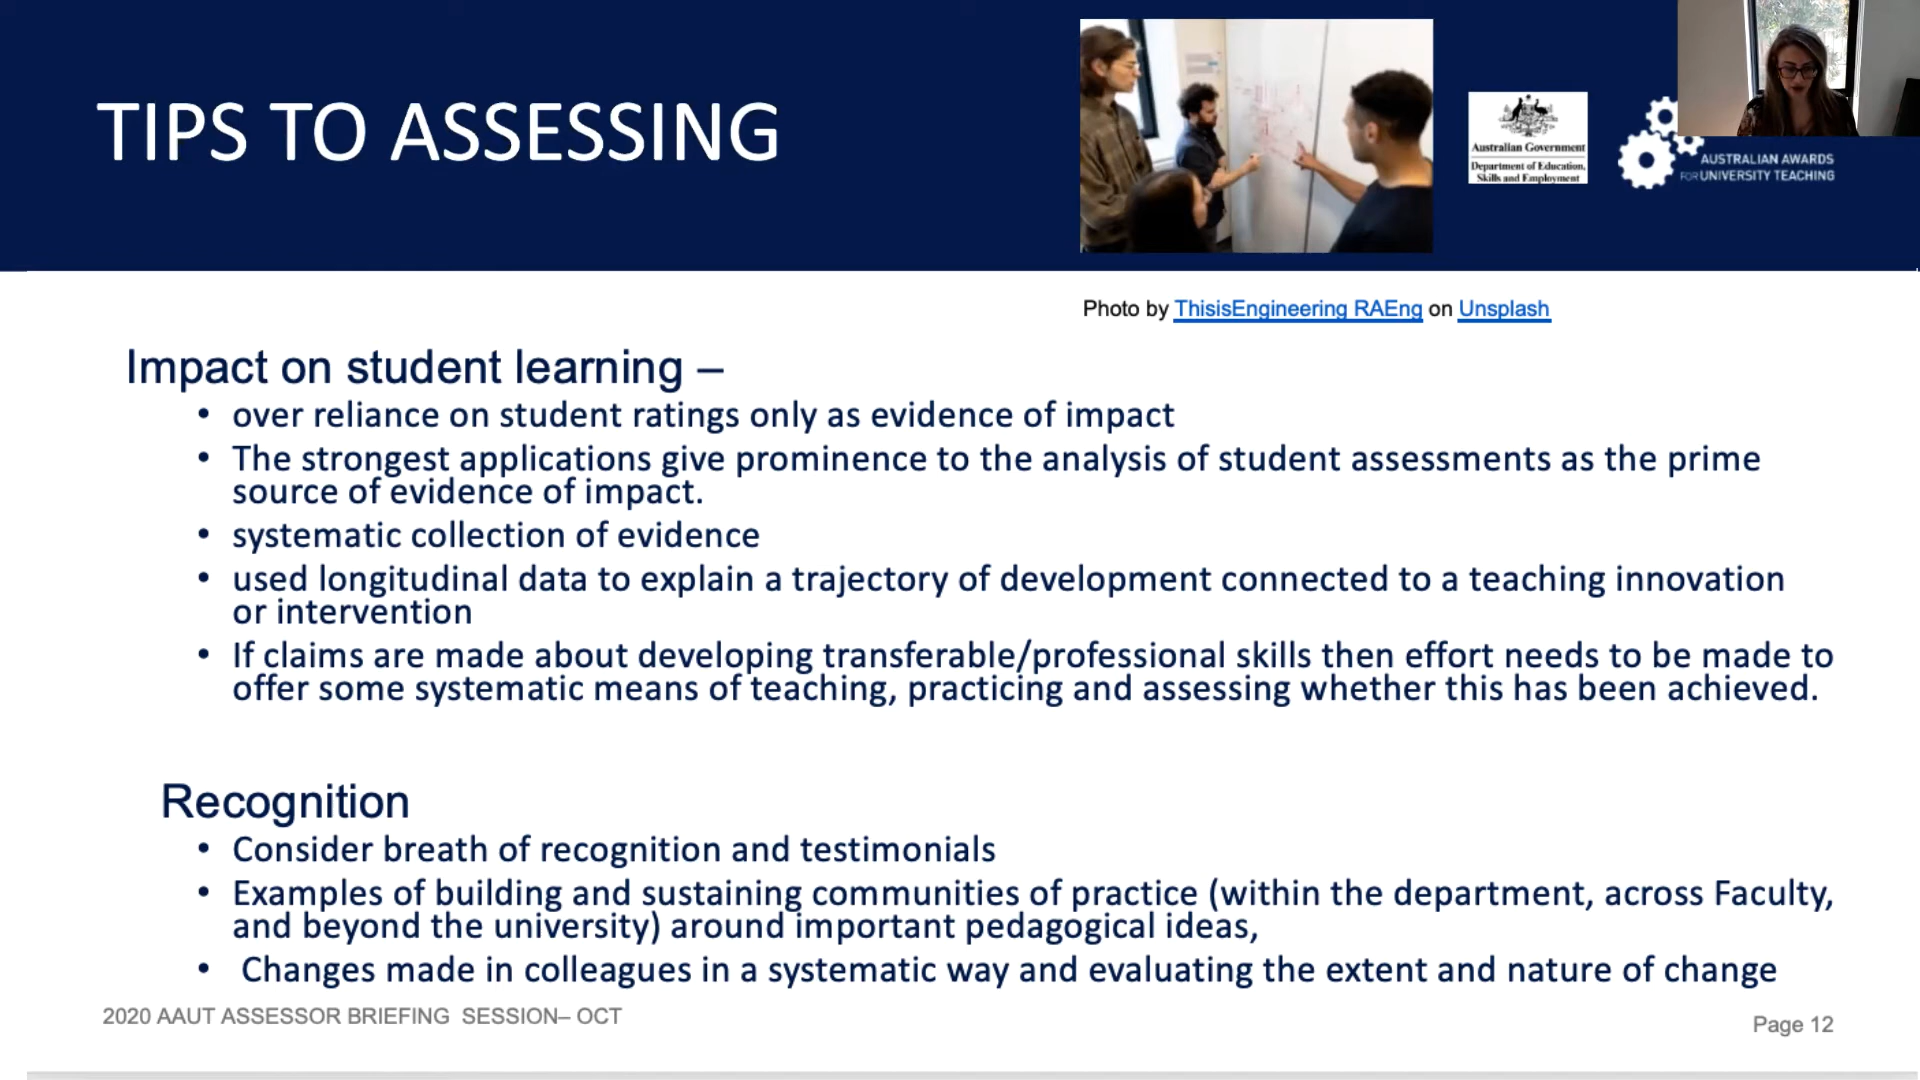 TIPS TO ASSESSING
Australian Government
Department of Education,
Skills and Employment
AUSTRALIAN AWARDS
FOR UNIVERSITY TEACHING
Photo by ThisisEngineering RAEng on Unsplash
Impact on student learning –
• over reliance on student ratings only as evidence of impact
• The strongest applications give prominence to the analysis of student assessments as the prime
source of evidence of impact.
• systematic collection of evidence
• used longitudinal data to explain a trajectory of development connected to a teaching innovation
or intervention
• If claims are made about developing transferable/professional skills then effort needs to be made to
offer some systematic means of teaching, practicing and assessing whether this has been achieved.
Recognition
• Consider breath of recognition and testimonials
• Examples of building and sustaining communities of practice (within the department, across Faculty,
and beyond the university) around important pedagogical ideas,
• Changes made in colleagues in a systematic way and evaluating the extent and nature of change
2020 AAUT ASSESSOR BRIEFING SESSION– OCT
Page 12